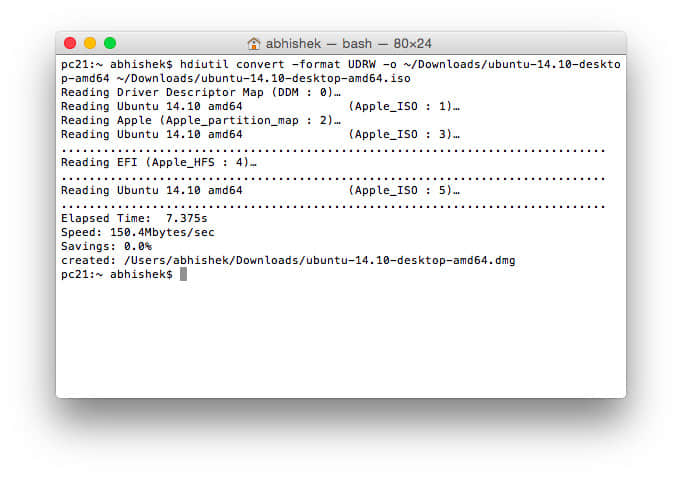 abhishek — bash — 80×24
pc21:~ abhishek$ hdiutil convert -format UDRW -o ~/Downloads/ubuntu-14.10-deskto
p-amd64 ~/Downloads/ubuntu-14.10-desktop-amd64.iso
Reading Driver Descriptor Map (DDM : 0)…
Reading Ubuntu 14.10 amd64               (Apple_ISO : 1)…
Reading Apple (Apple_partition_map : 2)…
Reading Ubuntu 14.10 amd64               (Apple_ISO : 3)…
..............................................................................
Reading EFI (Apple_HFS : 4)…
..............................................................................
Reading Ubuntu 14.10 amd64               (Apple_ISO : 5)…
..............................................................................
Elapsed Time:  7.375s
Speed: 150.4Mbytes/sec
Savings: 0.0%
created: /Users/abhishek/Downloads/ubuntu-14.10-desktop-amd64.dmg
pc21:~ abhishek$